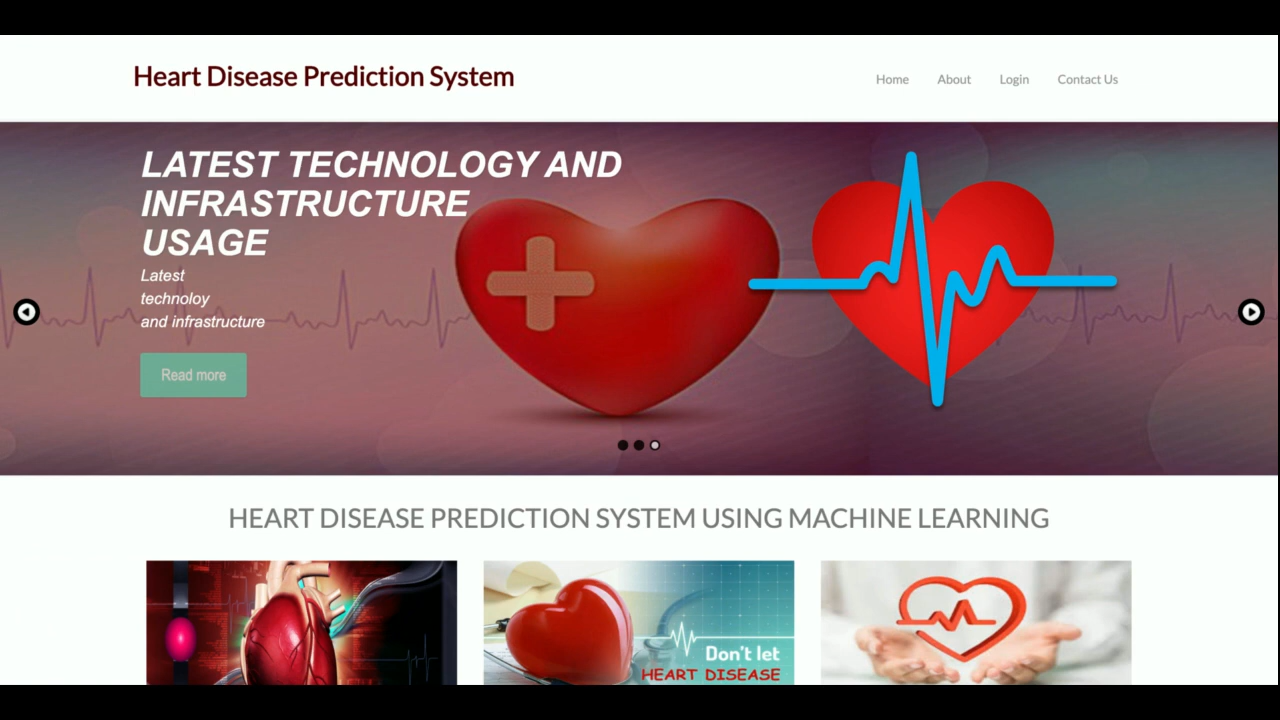 Heart Disease Prediction System
Home About Login Contact Us
LATEST TECHNOLOGY AND
INFRASTRUCTURE
USAGE
Latest
technoloy
and infrastructure
Read more
HEART DISEASE PREDICTION SYSTEM USING MACHINE LEARNING
Don't let
HEART DISEASE